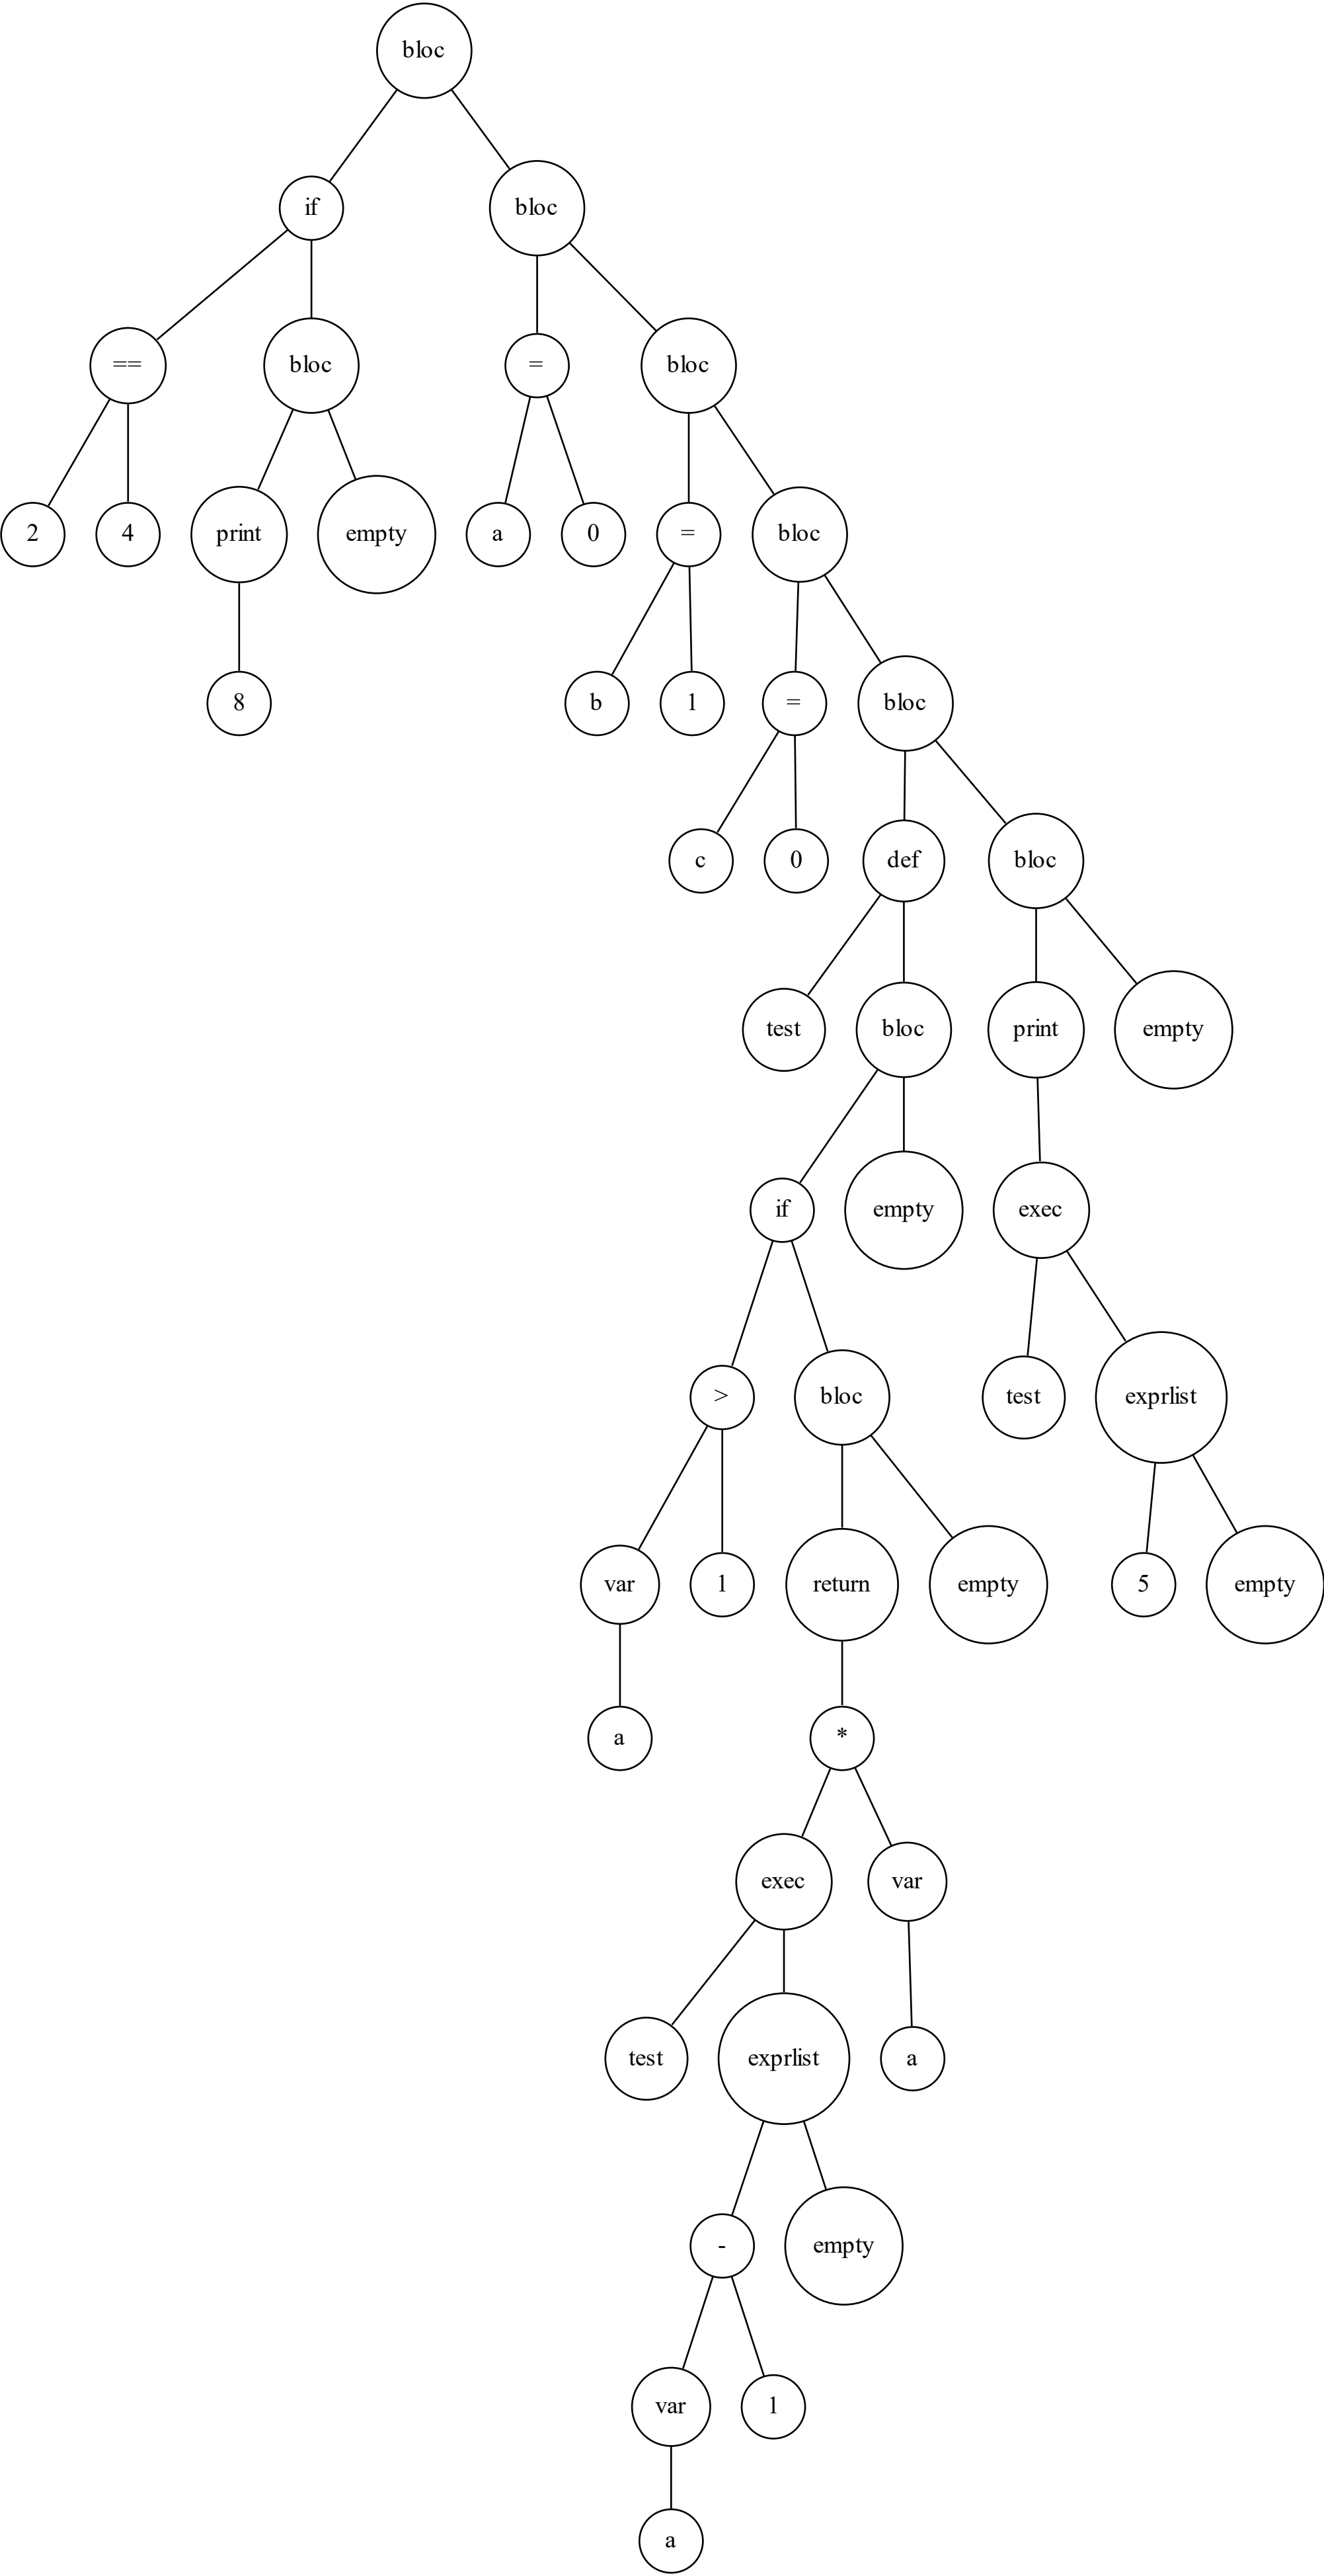 bloc
if
bloc
==
bloc
=
bloc
2
4
print
empty
a
0
=
bloc
8
b
1
=
bloc
c
0
def
bloc
test
bloc
print
empty
if
empty
exec
>
bloc
test
exprlist
var
1
return
empty
5
empty
a
*
exec
var
test
exprlist
a
-
empty
var
1
a